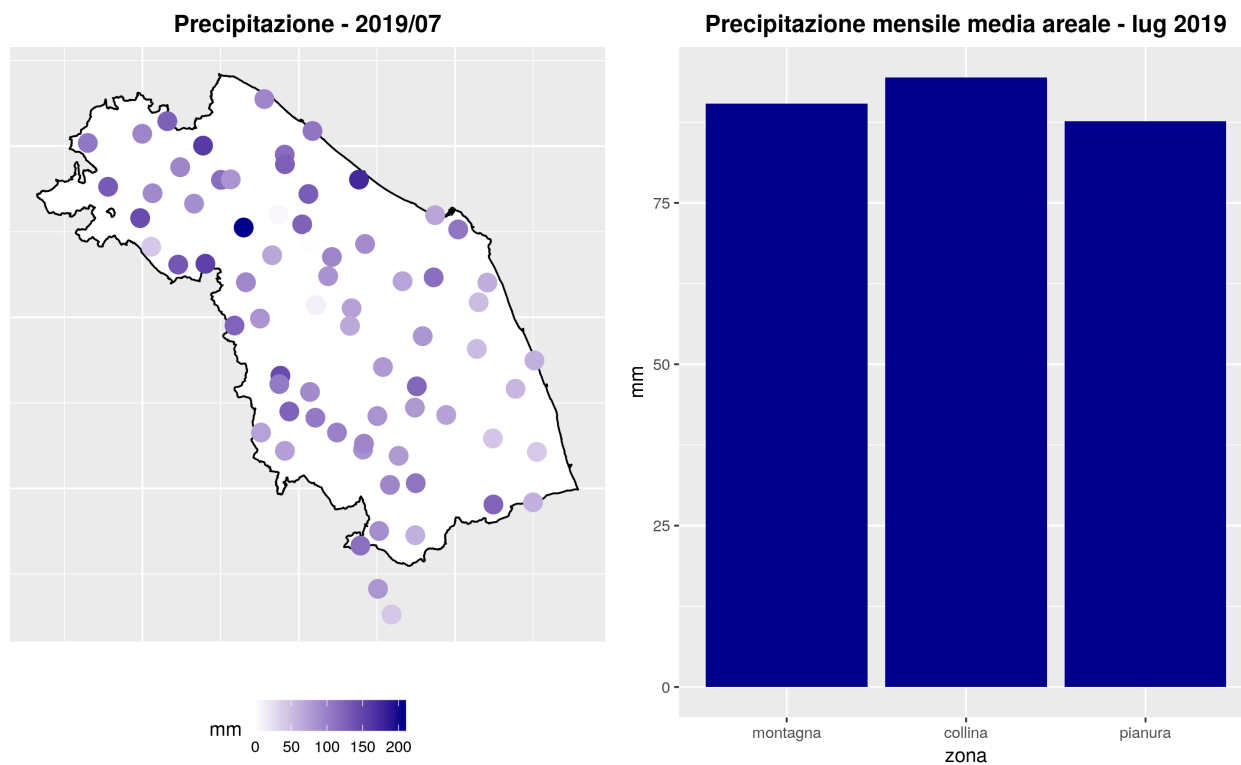 Precipitazione - 2019/07
mm
0 50 100 150 200
Precipitazione mensile media areale - lug 2019
mm
75
50
25
0
montagna collina pianura
zona